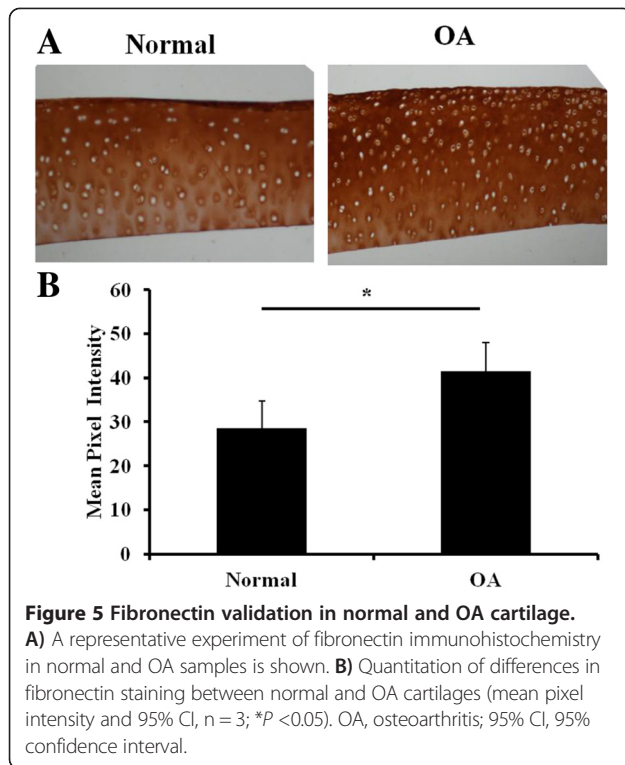 A
Normal
OA
B
60
50
40
30
20
10
0
Mean Pixel Intensity
*
Normal
OA
Figure 5 Fibronectin validation in normal and OA cartilage.
A) A representative experiment of fibronectin immunohistochemistry
in normal and OA samples is shown. B) Quantitation of differences in
fibronectin staining between normal and OA cartilages (mean pixel
intensity and 95% CI, n = 3; *P <0.05). OA, osteoarthritis; 95% CI, 95%
confidence interval.